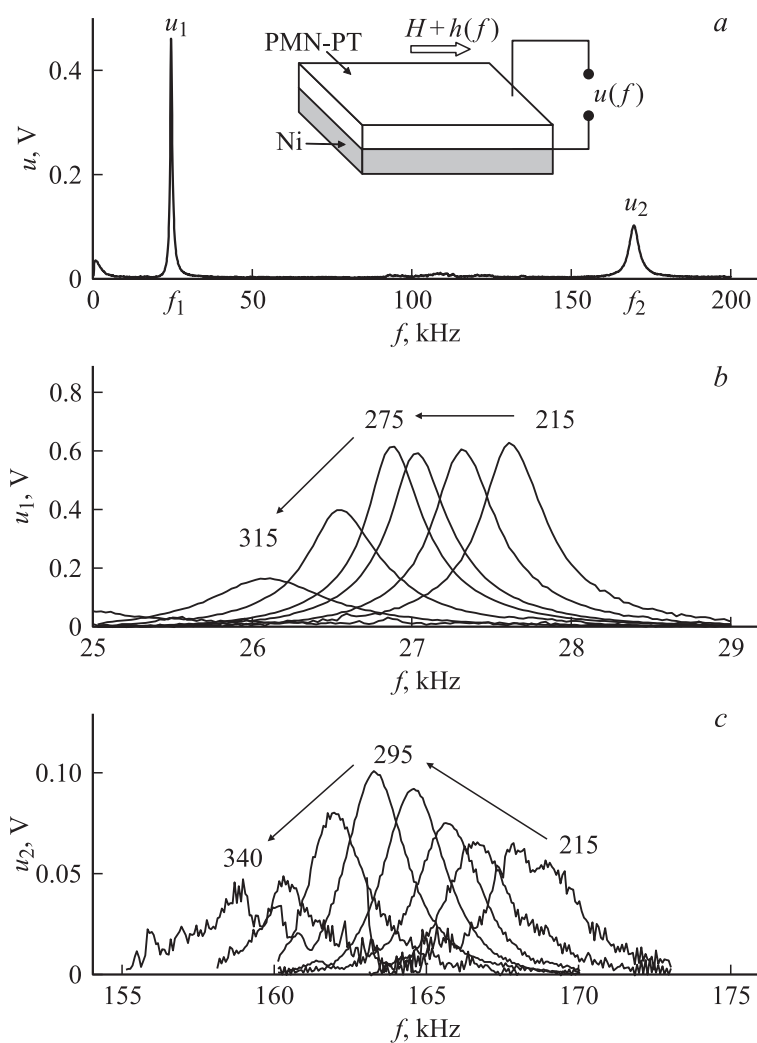 a
u1
H + h(f)
PMN-PT
u(f)
Ni
u2
u, V
0.4
0.2
0
0 50 100 150 200
f1 f2
f, kHz
b
u1, V
0.8
0.6
0.4
0.2
0
275 215
315
25 26 27 28 29
f, kHz
c
u2, V
0.10
0.05
0
295
340 215
155 160 165 170 175
f, kHz